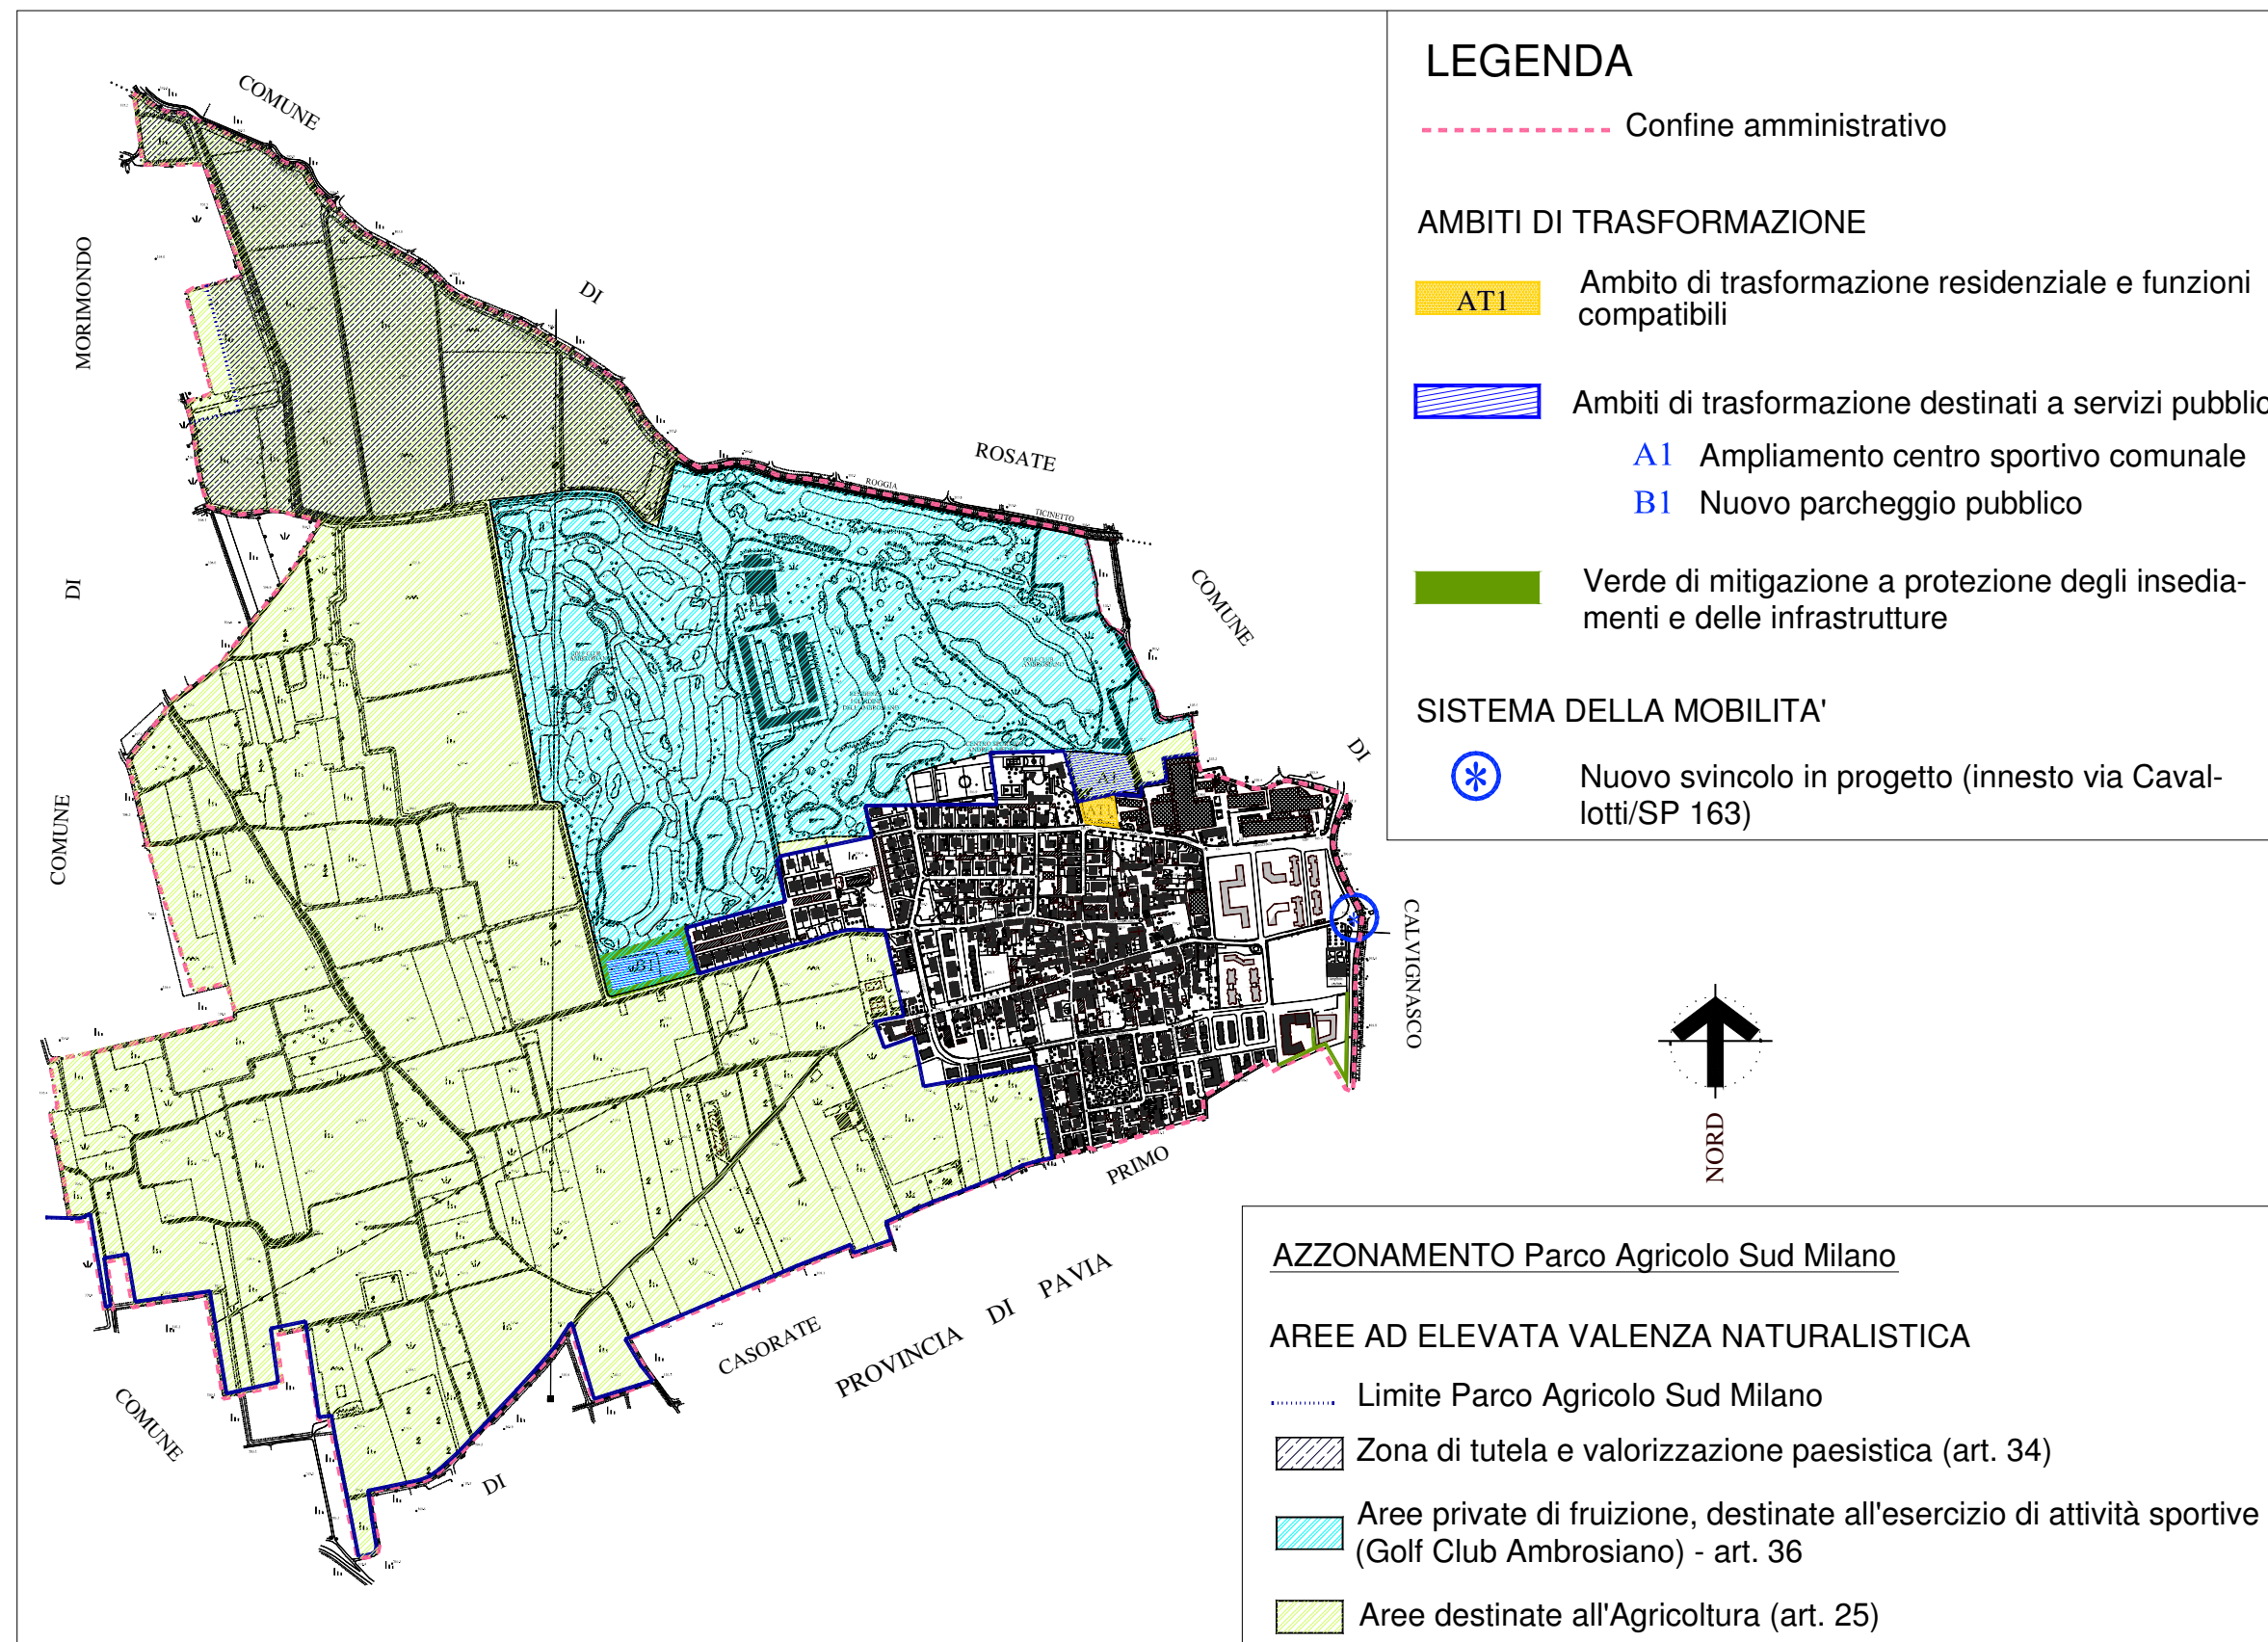 COMUNE
DI
ROSATE
MORIMONDO
DI
COMUNE
ROGGIA
TICINETTO
COMUNE
DI
CALVIGNASCO
GOLF CLUB
AMBROSIANO
GOLF CLUB
AMBROSIANO
A1
AT1
B1
COMUNE
DI
CASORATE
PRIMO
PROVINCIA DI PAVIA
LEGENDA
Confine amministrativo
AMBITI DI TRASFORMAZIONE
AT1
Ambito di trasformazione residenziale e funzioni
compatibili
Ambiti di trasformazione destinati a servizi pubblic
A1 Ampliamento centro sportivo comunale
B1 Nuovo parcheggio pubblico
Verde di mitigazione a protezione degli insedia-
menti e delle infrastrutture
SISTEMA DELLA MOBILITA'
Nuovo svincolo in progetto (innesto via Caval-
lotti/SP 163)
NORD
AZZONAMENTO Parco Agricolo Sud Milano
AREE AD ELEVATA VALENZA NATURALISTICA
Limite Parco Agricolo Sud Milano
Zona di tutela e valorizzazione paesistica (art. 34)
Aree private di fruizione, destinate all'esercizio di attività sportive
(Golf Club Ambrosiano) - art. 36
Aree destinate all'Agricoltura (art. 25)